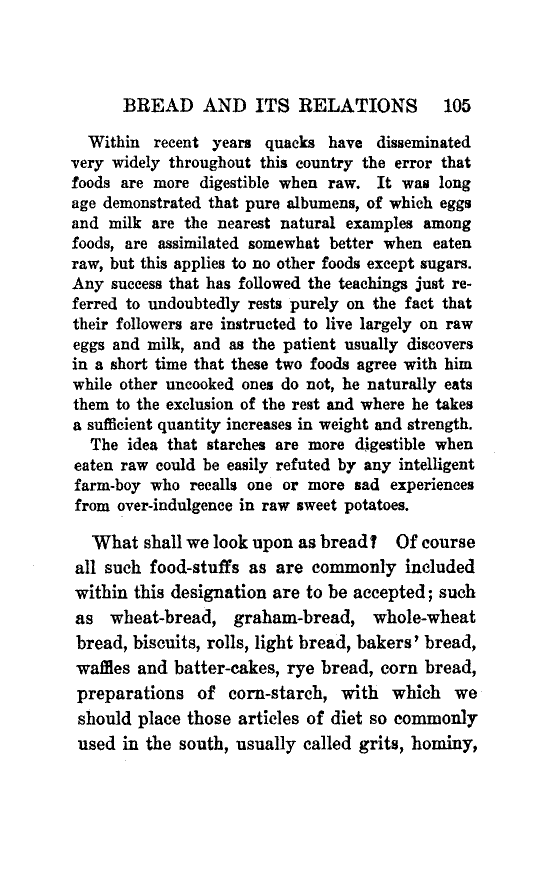 BREAD AND ITS RELATIONS 105
Within recent years quacks have disseminated
very widely throughout this country the error that
foods are more digestible when raw. It was long
age demonstrated that pure albumens, of which eggs
and milk are the nearest natural examples among
foods, are assimilated somewhat better when eaten
raw, but this applies to no other foods except sugars.
Any success that has followed the teachings just re-
ferred to undoubtedly rests purely on the fact that
their followers are instructed to live largely on raw
eggs and milk, and as the patient usually discovers
in a short time that these two foods agree with him
while other uncooked ones do not, he naturally eats
them to the exclusion of the rest and where he takes
a sufficient quantity increases in weight and strength.
The idea that starches are more digestible when
eaten raw could be easily refuted by any intelligent
farm-boy who recalls one or more sad experiences
from over-indulgence in raw sweet potatoes.
What shall we look upon as bread? Of course
all such food-stuffs as are commonly included
within this designation are to be accepted; such
as wheat-bread, graham-bread, whole-wheat
bread, biscuits, rolls, light bread, bakers' bread,
waffles and batter-cakes, rye bread, corn bread,
preparations of corn-starch, with which we
should place those articles of diet so commonly
used in the south, usually called grits, hominy,